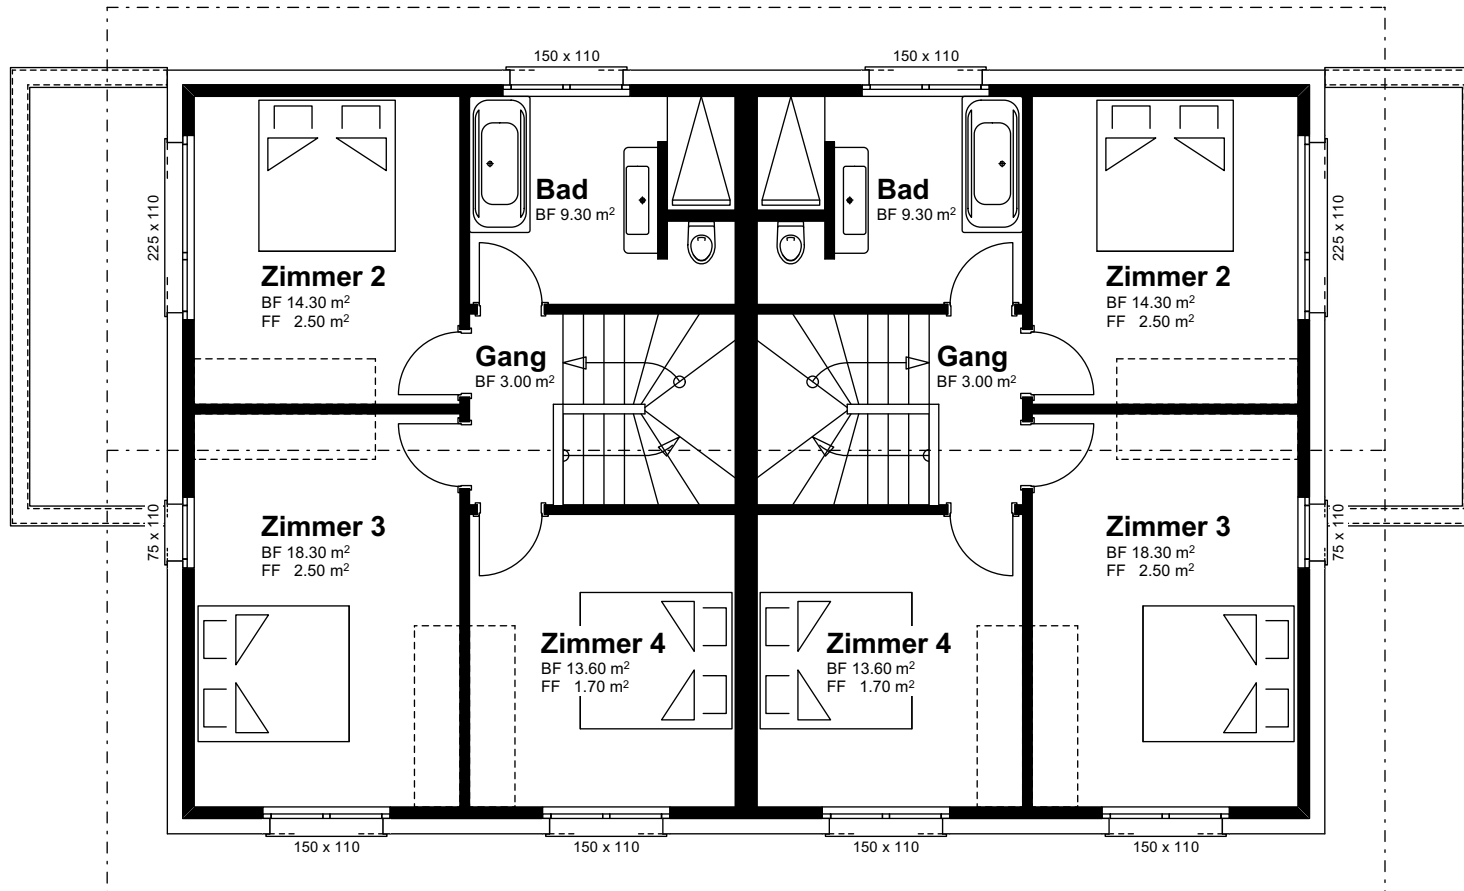 150 x 110
150 x 110
225 x 110
Bad
BF 9.30 m²
Bad
BF 9.30 m²
225 x 110
Zimmer 2
BF 14.30 m²
FF 2.50 m²
Zimmer 2
BF 14.30 m²
FF 2.50 m²
Gang
BF 3.00 m²
Gang
BF 3.00 m²
75 x 110
Zimmer 3
BF 18.30 m²
FF 2.50 m²
Zimmer 3
BF 18.30 m²
FF 2.50 m²
75 x 110
Zimmer 4
BF 13.60 m²
FF 1.70 m²
Zimmer 4
BF 13.60 m²
FF 1.70 m²
150 x 110
150 x 110
150 x 110
150 x 110